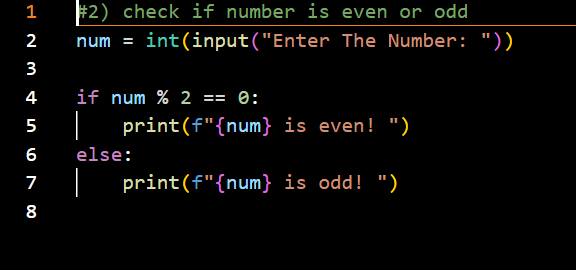 1 #2) check if number is even or odd
2 num = int(input("Enter The Number: "))
3
4 if num % 2 == 0:
5     print(f"{num} is even! ")
6 else:
7     print(f"{num} is odd! ")
8